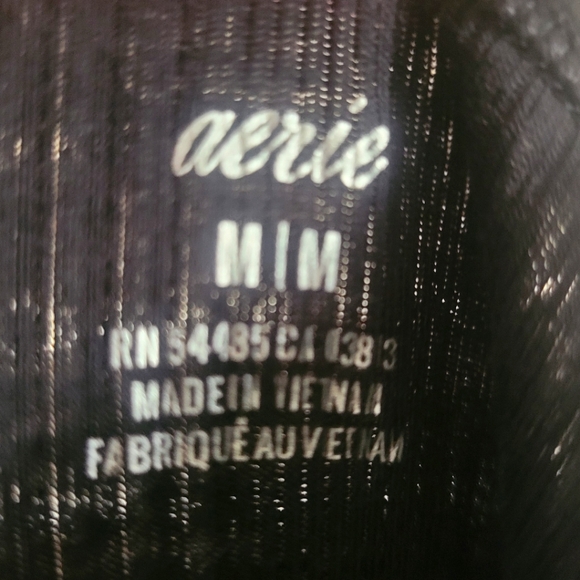 aerie
M | M
RN 54485 CA 03813
MADE IN VIETNAM
FABRIQUÉ AU VIETNAM